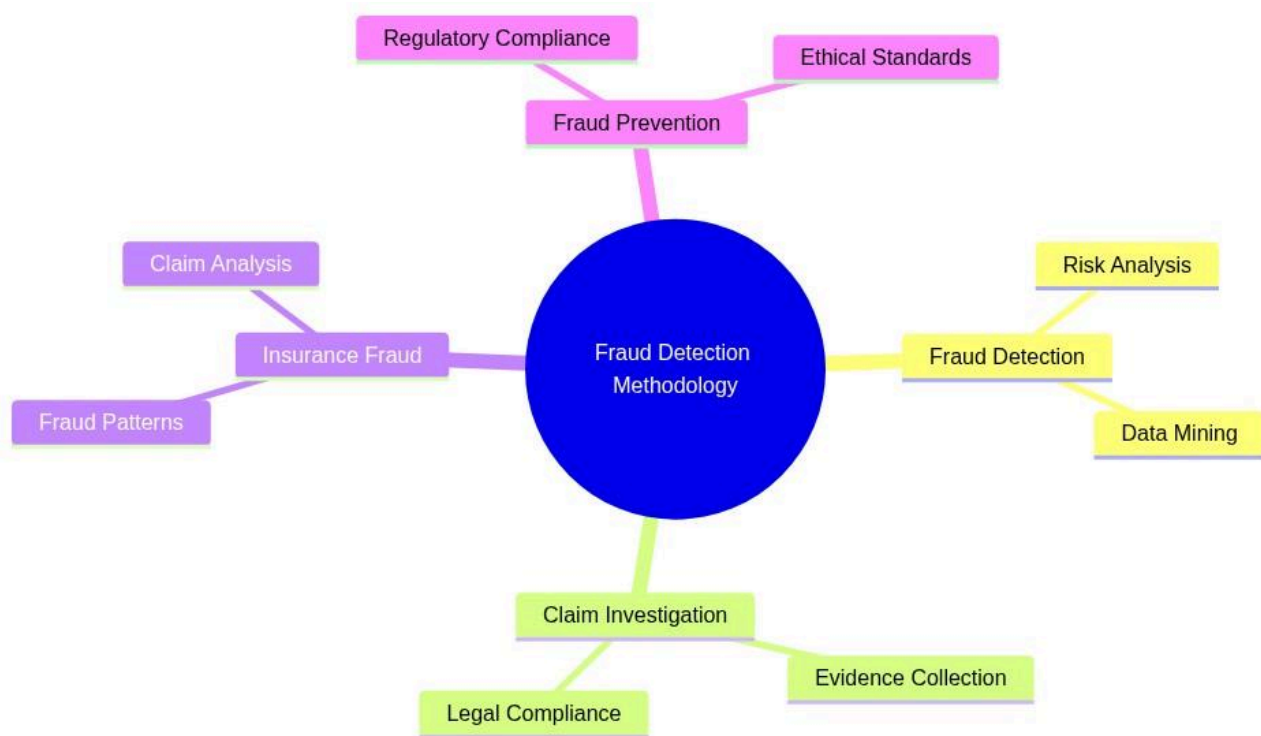 Regulatory Compliance
Ethical Standards
Fraud Prevention
Claim Analysis
Risk Analysis
Insurance Fraud
Fraud Detection
Methodology
Fraud Detection
Fraud Patterns
Data Mining
Claim Investigation
Evidence Collection
Legal Compliance